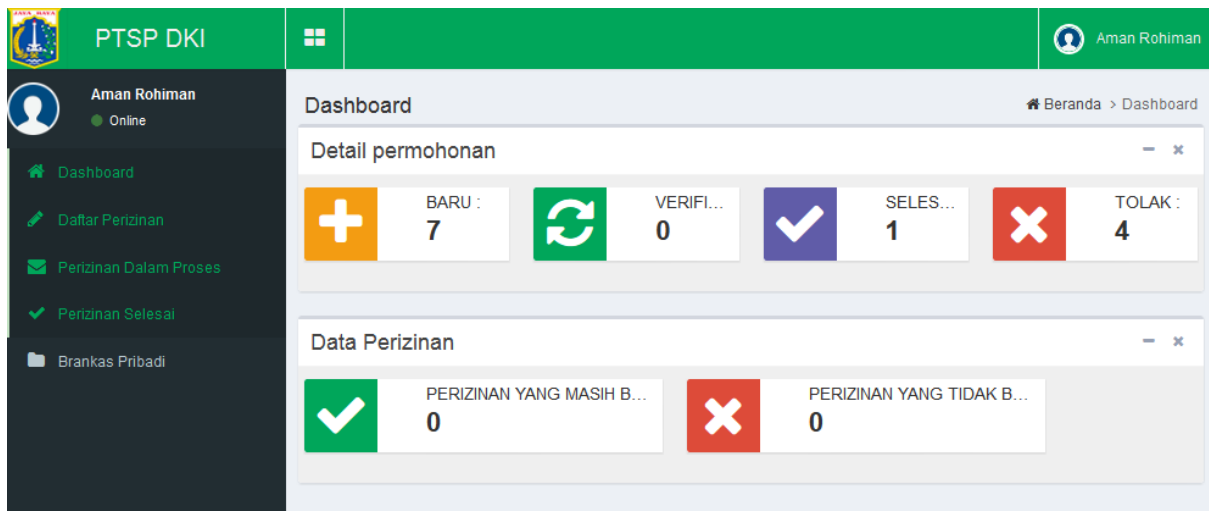 JAYA RAYA
PTSP DKI
Aman Rohiman
Aman Rohiman
Online
Dashboard
Daftar Perizinan
Perizinan Dalam Proses
Perizinan Selesai
Brankas Pribadi
Dashboard
Beranda > Dashboard
Detail permohonan
BARU :
7
VERIFI...
0
SELES...
1
TOLAK :
4
Data Perizinan
PERIZINAN YANG MASIH B...
0
PERIZINAN YANG TIDAK B...
0